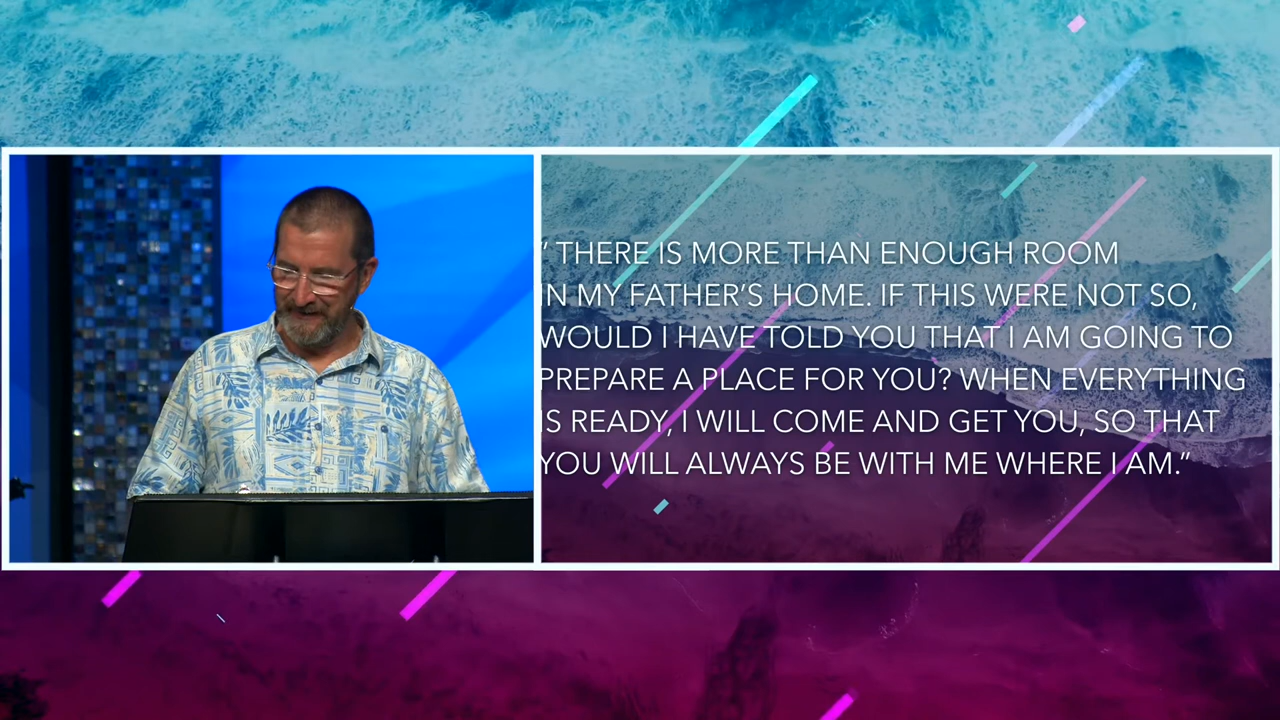 “ THERE IS MORE THAN ENOUGH ROOM
IN MY FATHER’S HOME. IF THIS WERE NOT SO,
WOULD I HAVE TOLD YOU THAT I AM GOING TO
PREPARE A PLACE FOR YOU? WHEN EVERYTHING
IS READY, I WILL COME AND GET YOU, SO THAT
YOU WILL ALWAYS BE WITH ME WHERE I AM.”